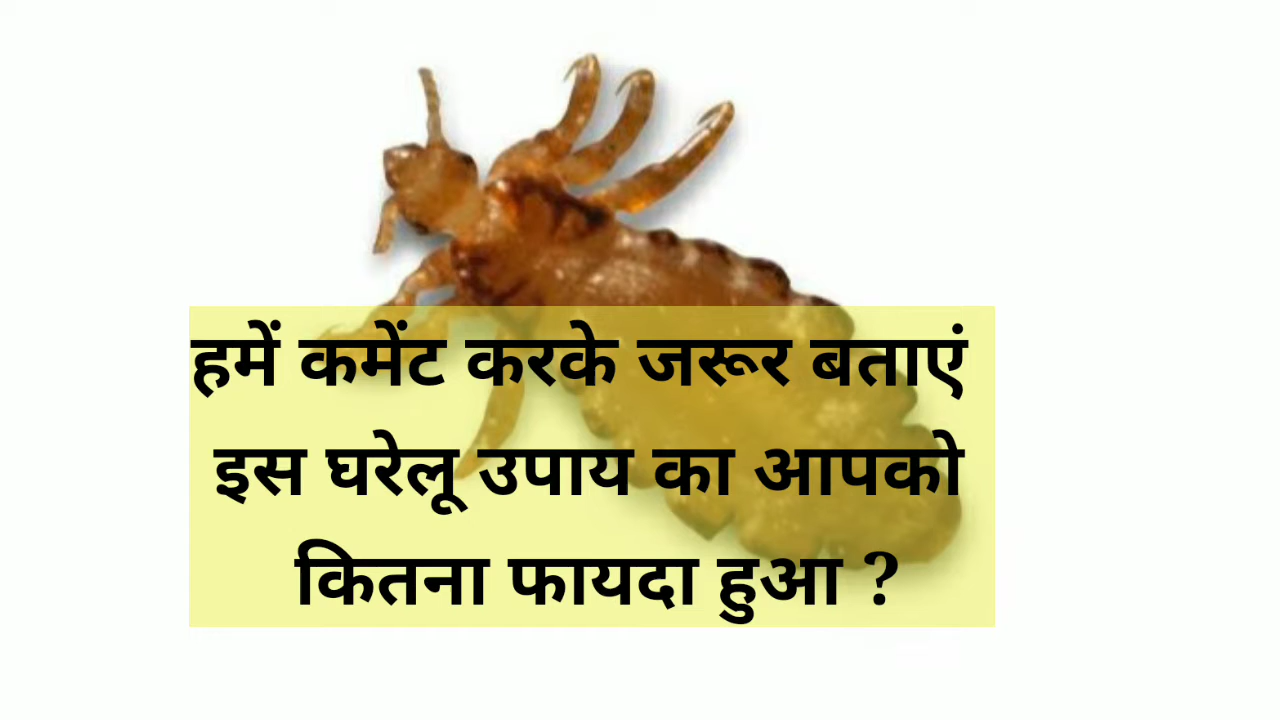 हमें कमेंट करके जरूर बताएं
इस घरेलू उपाय का आपको
कितना फायदा हुआ ?